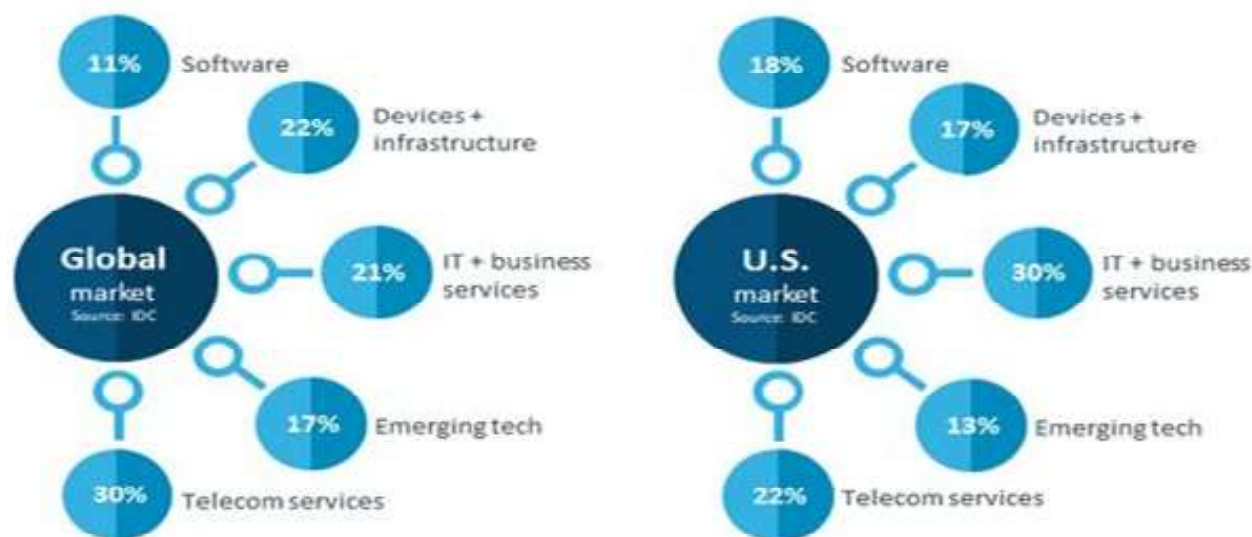 11%
Software
22%
Devices +
infrastructure
Global
market
Source: IDC
21%
IT + business
services
17%
Emerging tech
30%
Telecom services
18%
Software
17%
Devices +
infrastructure
U.S.
market
Source: IDC
30%
IT + business
services
13%
Emerging tech
22%
Telecom services